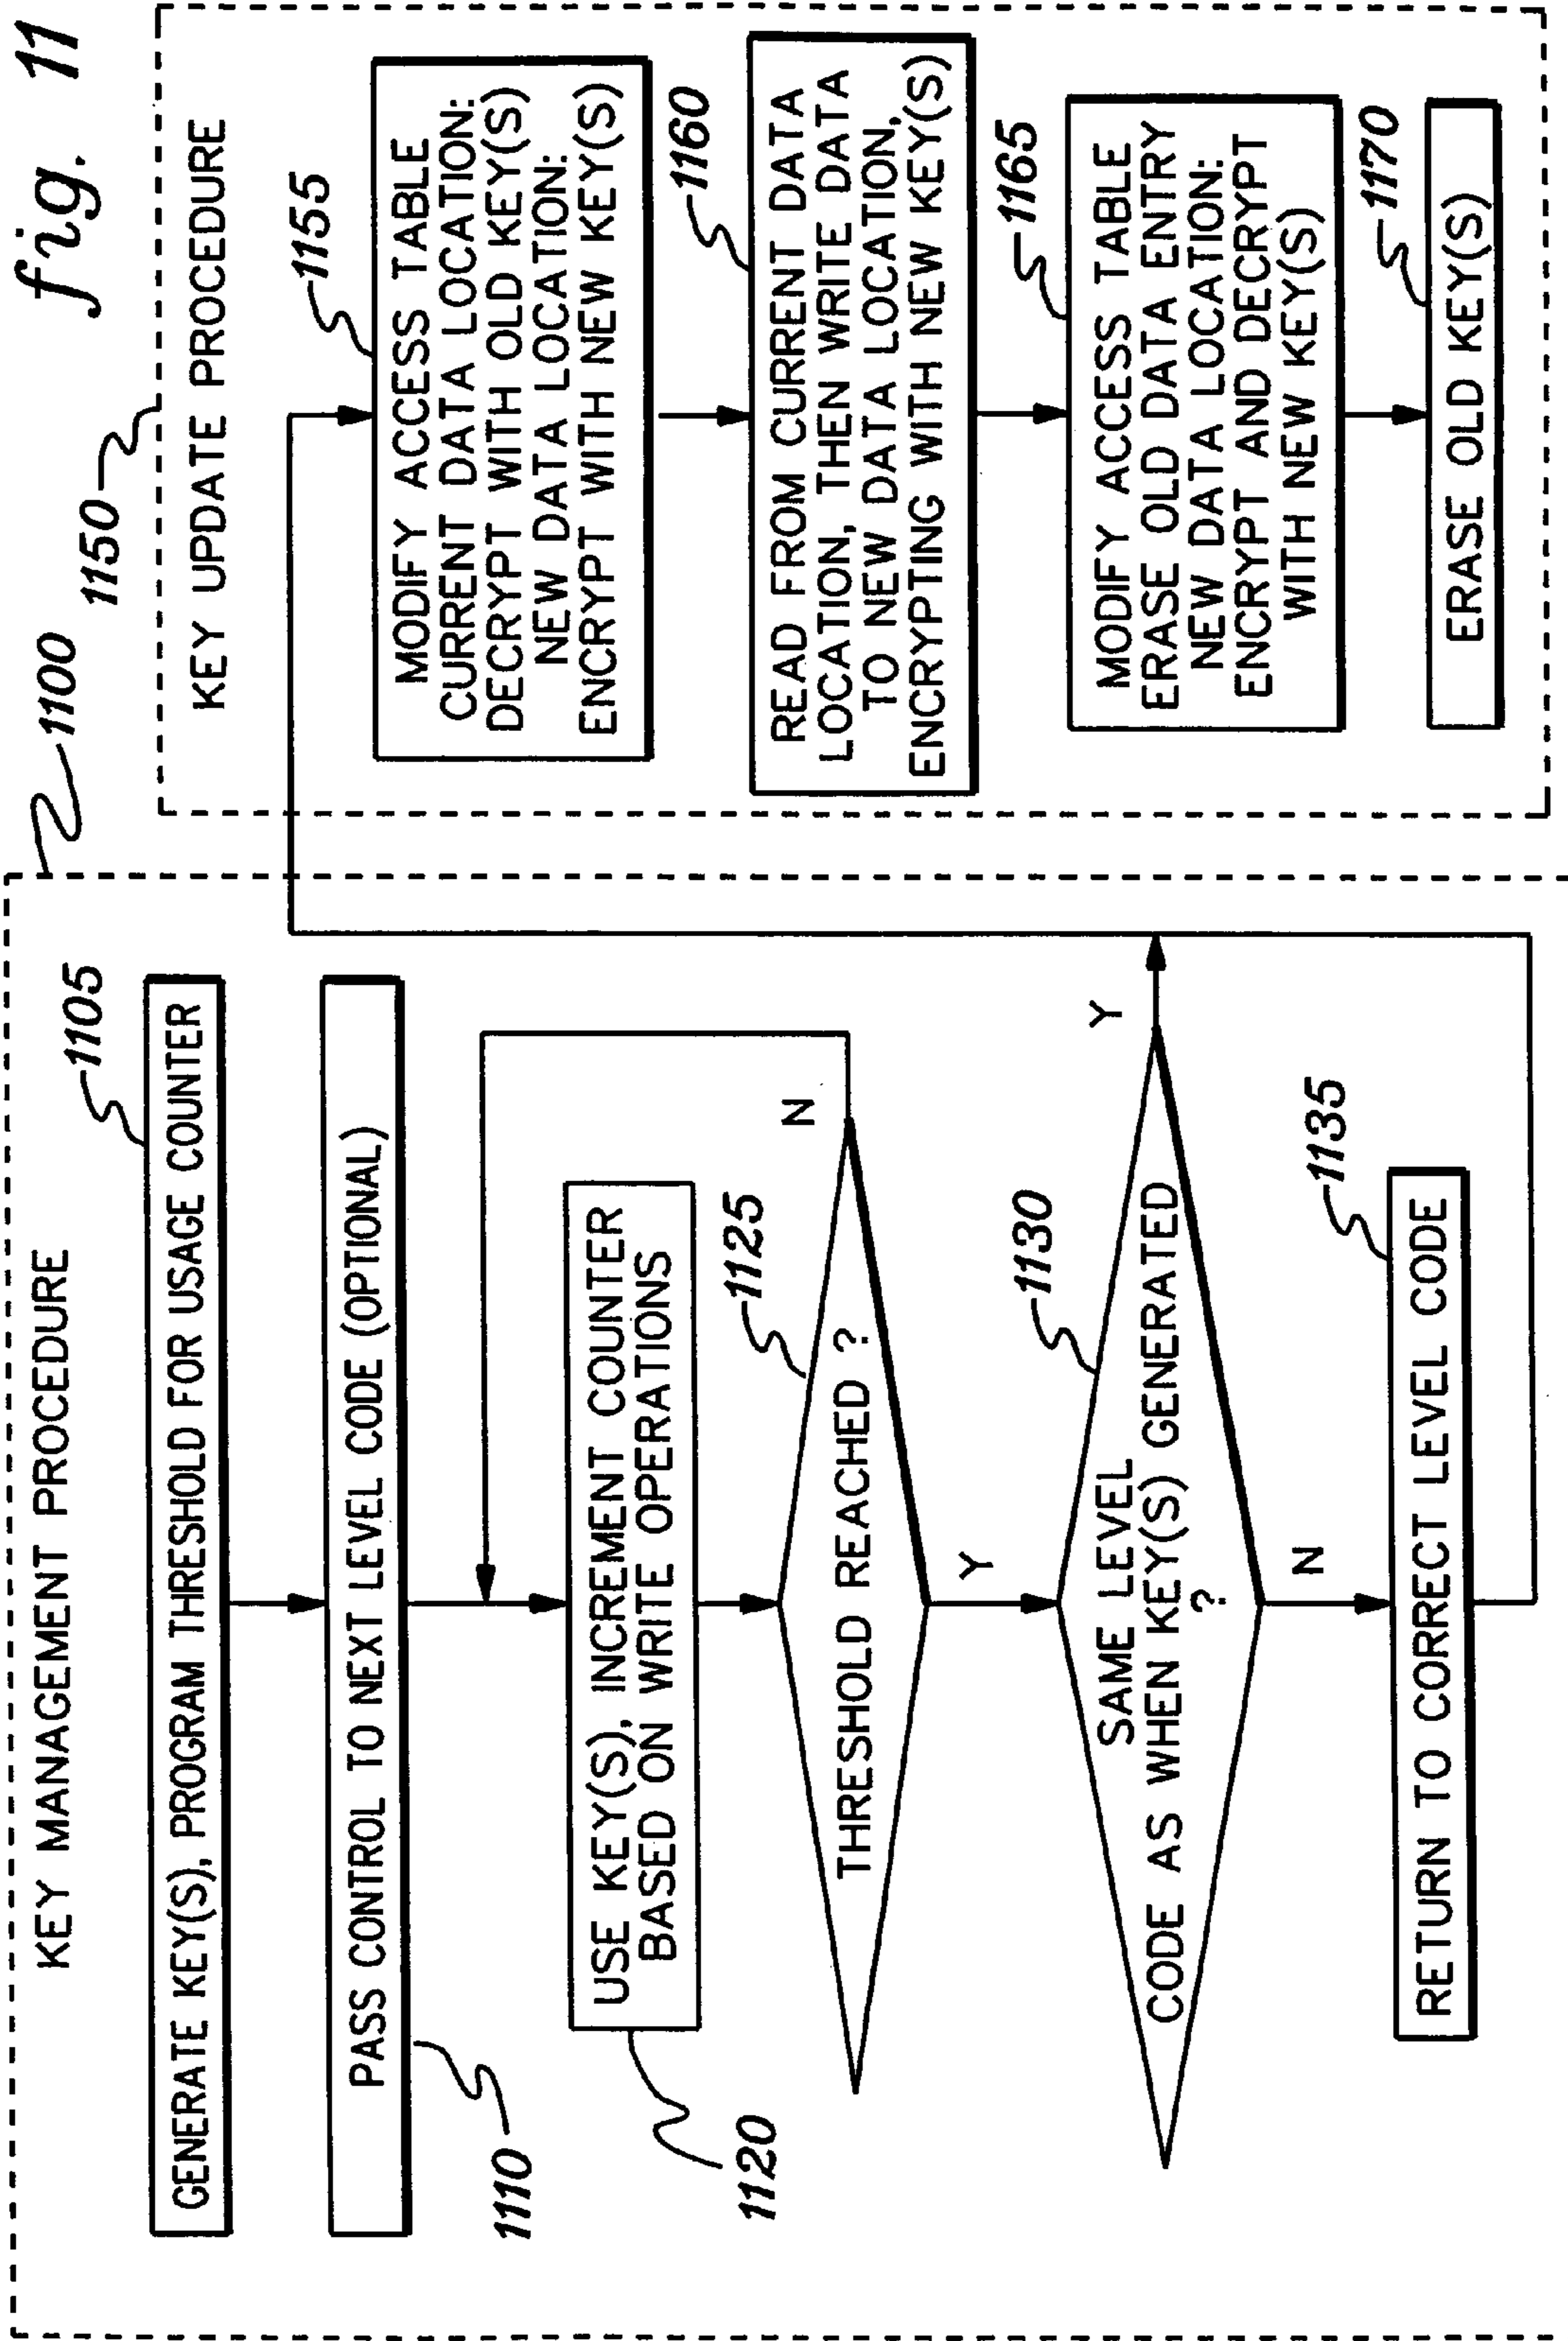 fig. 11
1100
KEY MANAGEMENT PROCEDURE
1105
GENERATE KEY(S), PROGRAM THRESHOLD FOR USAGE COUNTER
PASS CONTROL TO NEXT LEVEL CODE (OPTIONAL)
1110
USE KEY(S), INCREMENT COUNTER
BASED ON WRITE OPERATIONS
1120
N
1125
THRESHOLD REACHED ?
Y
1130
SAME LEVEL
CODE AS WHEN KEY(S) GENERATED
?
Y
N
1135
RETURN TO CORRECT LEVEL CODE
1150
KEY UPDATE PROCEDURE
1155
MODIFY ACCESS TABLE
CURRENT DATA LOCATION:
DECRYPT WITH OLD KEY(S)
NEW DATA LOCATION:
ENCRYPT WITH NEW KEY(S)
1160
READ FROM CURRENT DATA
LOCATION, THEN WRITE DATA
TO NEW DATA LOCATION,
ENCRYPTING WITH NEW KEY(S)
1165
MODIFY ACCESS TABLE
ERASE OLD DATA ENTRY
NEW DATA LOCATION:
ENCRYPT AND DECRYPT
WITH NEW KEY(S)
1170
ERASE OLD KEY(S)